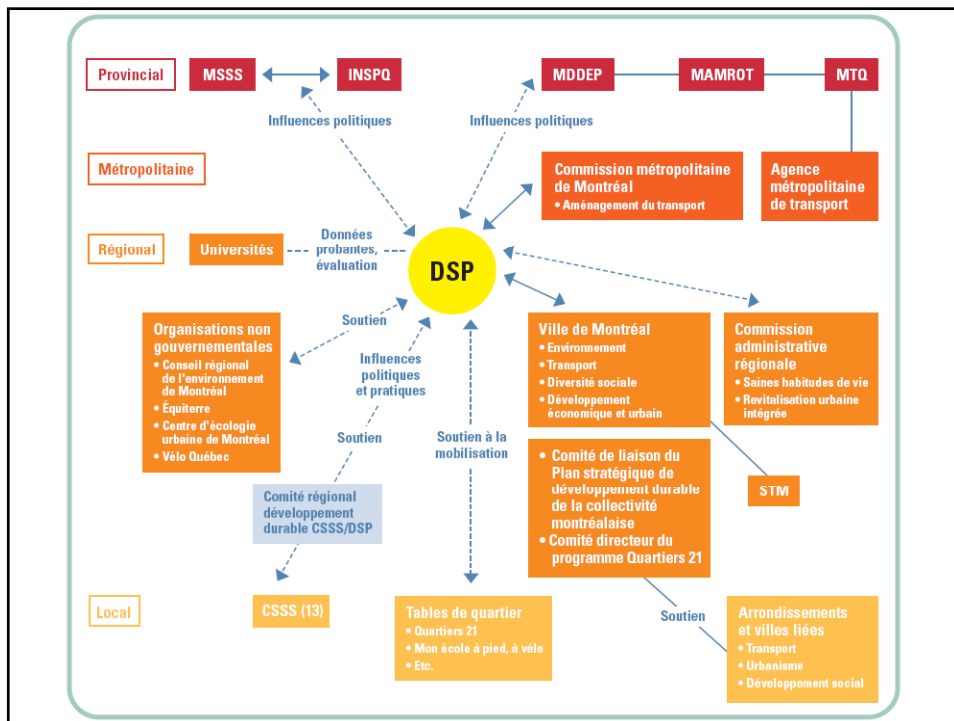 Provincial
MSSS
INSPQ
MDDEP
MAMROT
MTQ
Influences politiques
Influences politiques
Métropolitaine
Commission métropolitaine
de Montréal
• Aménagement du transport
Agence
métropolitaine
de transport
Régional
Universités
Données
probantes,
évaluation
DSP
Organisations non
gouvernementales
• Conseil régional
de l'environnement
de Montréal
• Équiterre
• Centre d'écologie
urbaine de Montréal
• Vélo Québec
Soutien
Influences
politiques
et pratiques
Soutien
Soutien à la
mobilisation
Ville de Montréal
• Environnement
• Transport
• Diversité sociale
• Développement
économique et urbain
Commission
administrative
régionale
• Saines habitudes de vie
• Revitalisation urbaine
intégrée
• Comité de liaison du
Plan stratégique de
développement durable
de la collectivité
montréalaise
• Comité directeur du
programme Quartiers 21
STM
Comité régional
développement
durable CSSS/DSP
Local
CSSS (13)
Tables de quartier
• Quartiers 21
• Mon école à pied, à vélo
• Etc.
Soutien
Arrondissements
et villes liées
• Transport
• Urbanisme
• Développement social